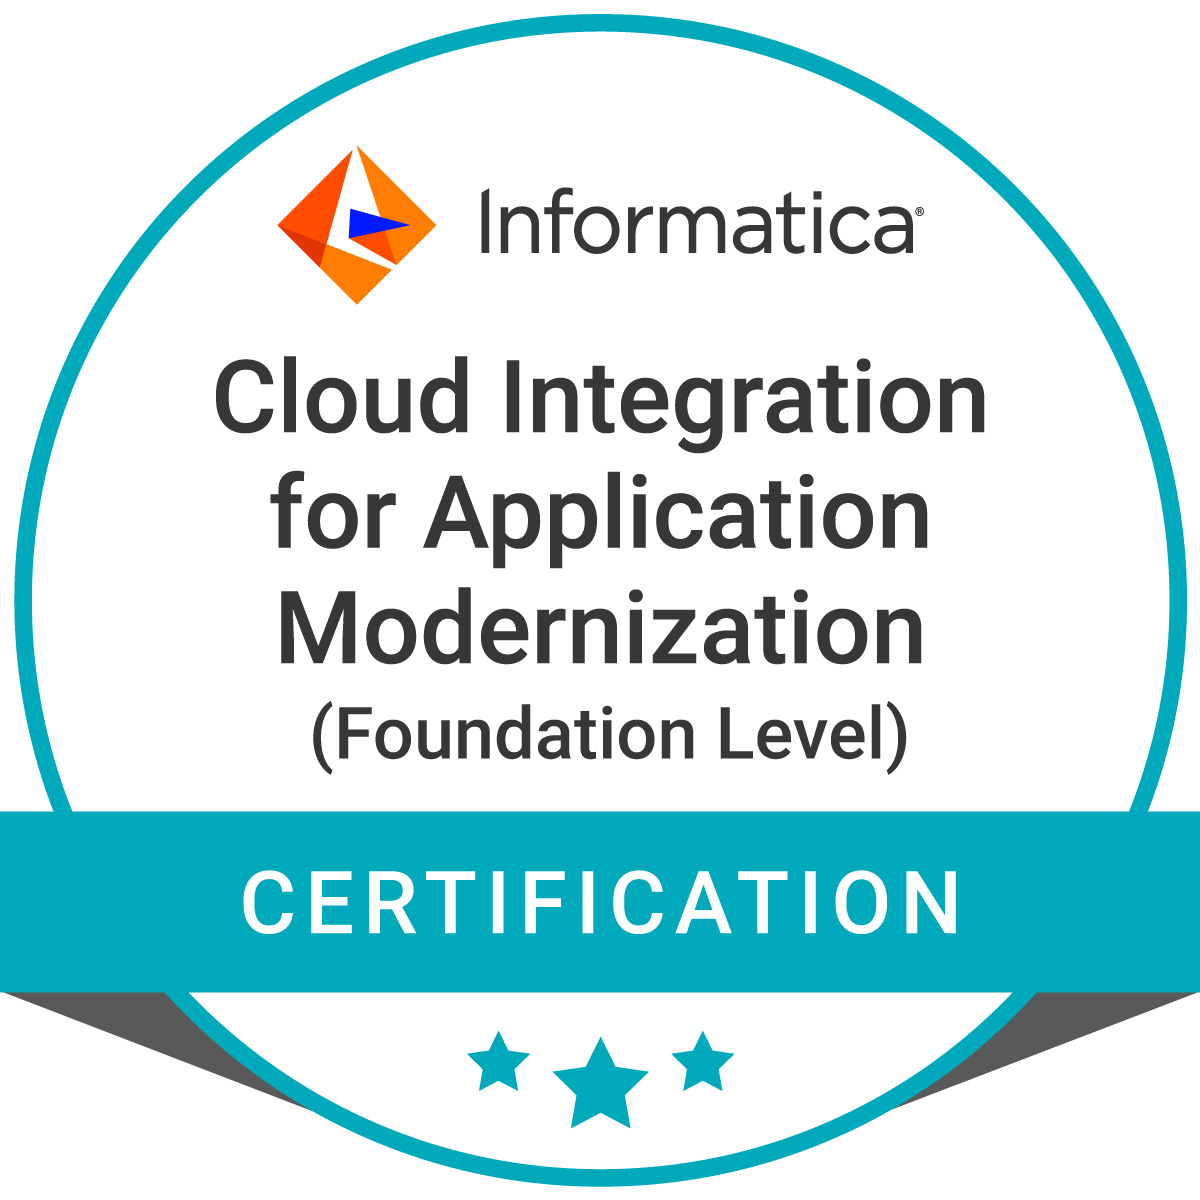 Informatica®
Cloud Integration
for Application
Modernization
(Foundation Level)
CERTIFICATION